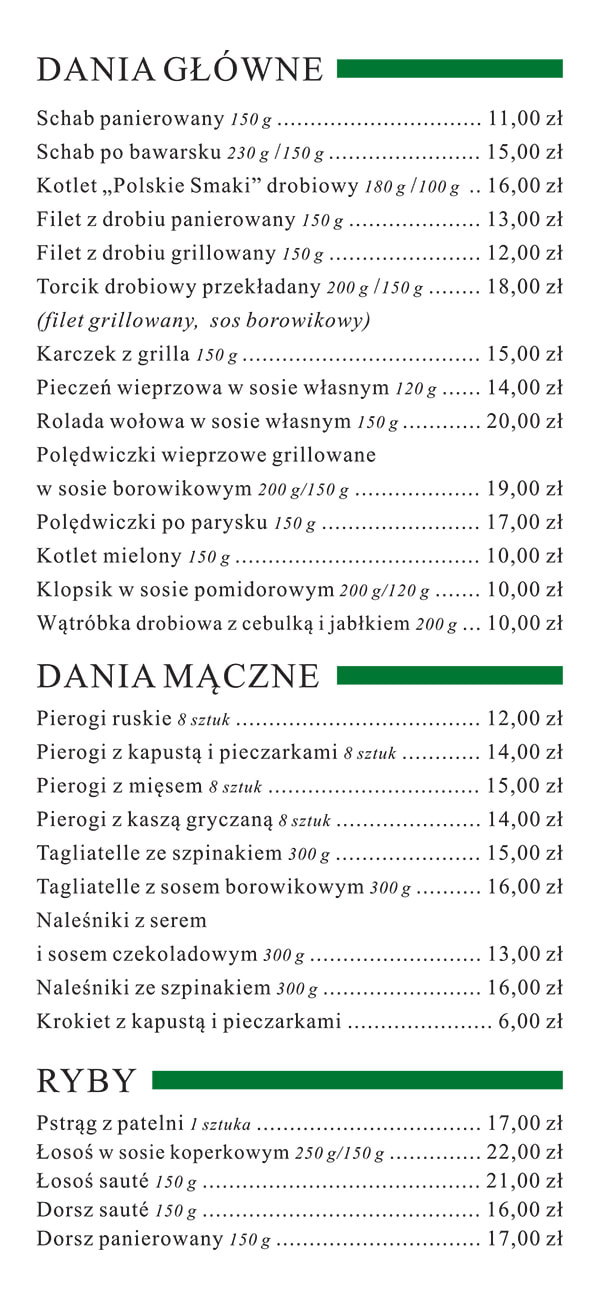 DANIA GŁÓWNE
Schab panierowany 150 g .............................. 11,00 zł
Schab po bawarsku 230 g /150 g ...................... 15,00 zł
Kotlet „Polskie Smaki” drobiowy 180 g /100 g .. 16,00 zł
Filet z drobiu panierowany 150 g ................... 13,00 zł
Filet z drobiu grillowany 150 g ...................... 12,00 zł
Torcik drobiowy przekładany 200 g /150 g ........ 18,00 zł
(filet grillowany, sos borowikowy)
Karczek z grilla 150 g ................................... 15,00 zł
Pieczeń wieprzowa w sosie własnym 120 g ...... 14,00 zł
Rolada wołowa w sosie własnym 150 g ............ 20,00 zł
Polędwiczki wieprzowe grillowane
w sosie borowikowym 200 g/150 g ................... 19,00 zł
Polędwiczki po parysku 150 g ....................... 17,00 zł
Kotlet mielony 150 g .................................... 10,00 zł
Klopsik w sosie pomidorowym 200 g/120 g ....... 10,00 zł
Wątróbka drobiowa z cebulką i jabłkiem 200 g ... 10,00 zł
DANIA MĄCZNE
Pierogi ruskie 8 sztuk .................................... 12,00 zł
Pierogi z kapustą i pieczarkami 8 sztuk ............ 14,00 zł
Pierogi z mięsem 8 sztuk ............................... 15,00 zł
Pierogi z kaszą gryczaną 8 sztuk ..................... 14,00 zł
Tagliatelle ze szpinakiem 300 g ..................... 15,00 zł
Tagliatelle z sosem borowikowym 300 g .......... 16,00 zł
Naleśniki z serem
i sosem czekoladowym 300 g ......................... 13,00 zł
Naleśniki ze szpinakiem 300 g ....................... 16,00 zł
Krokiet z kapustą i pieczarkami ...................... 6,00 zł
RYBY
Pstrąg z patelni 1 sztuka ................................. 17,00 zł
Łosoś w sosie koperkowym 250 g/150 g .............. 22,00 zł
Łosoś sauté 150 g ......................................... 21,00 zł
Dorsz sauté 150 g ......................................... 16,00 zł
Dorsz panierowany 150 g .............................. 17,00 zł